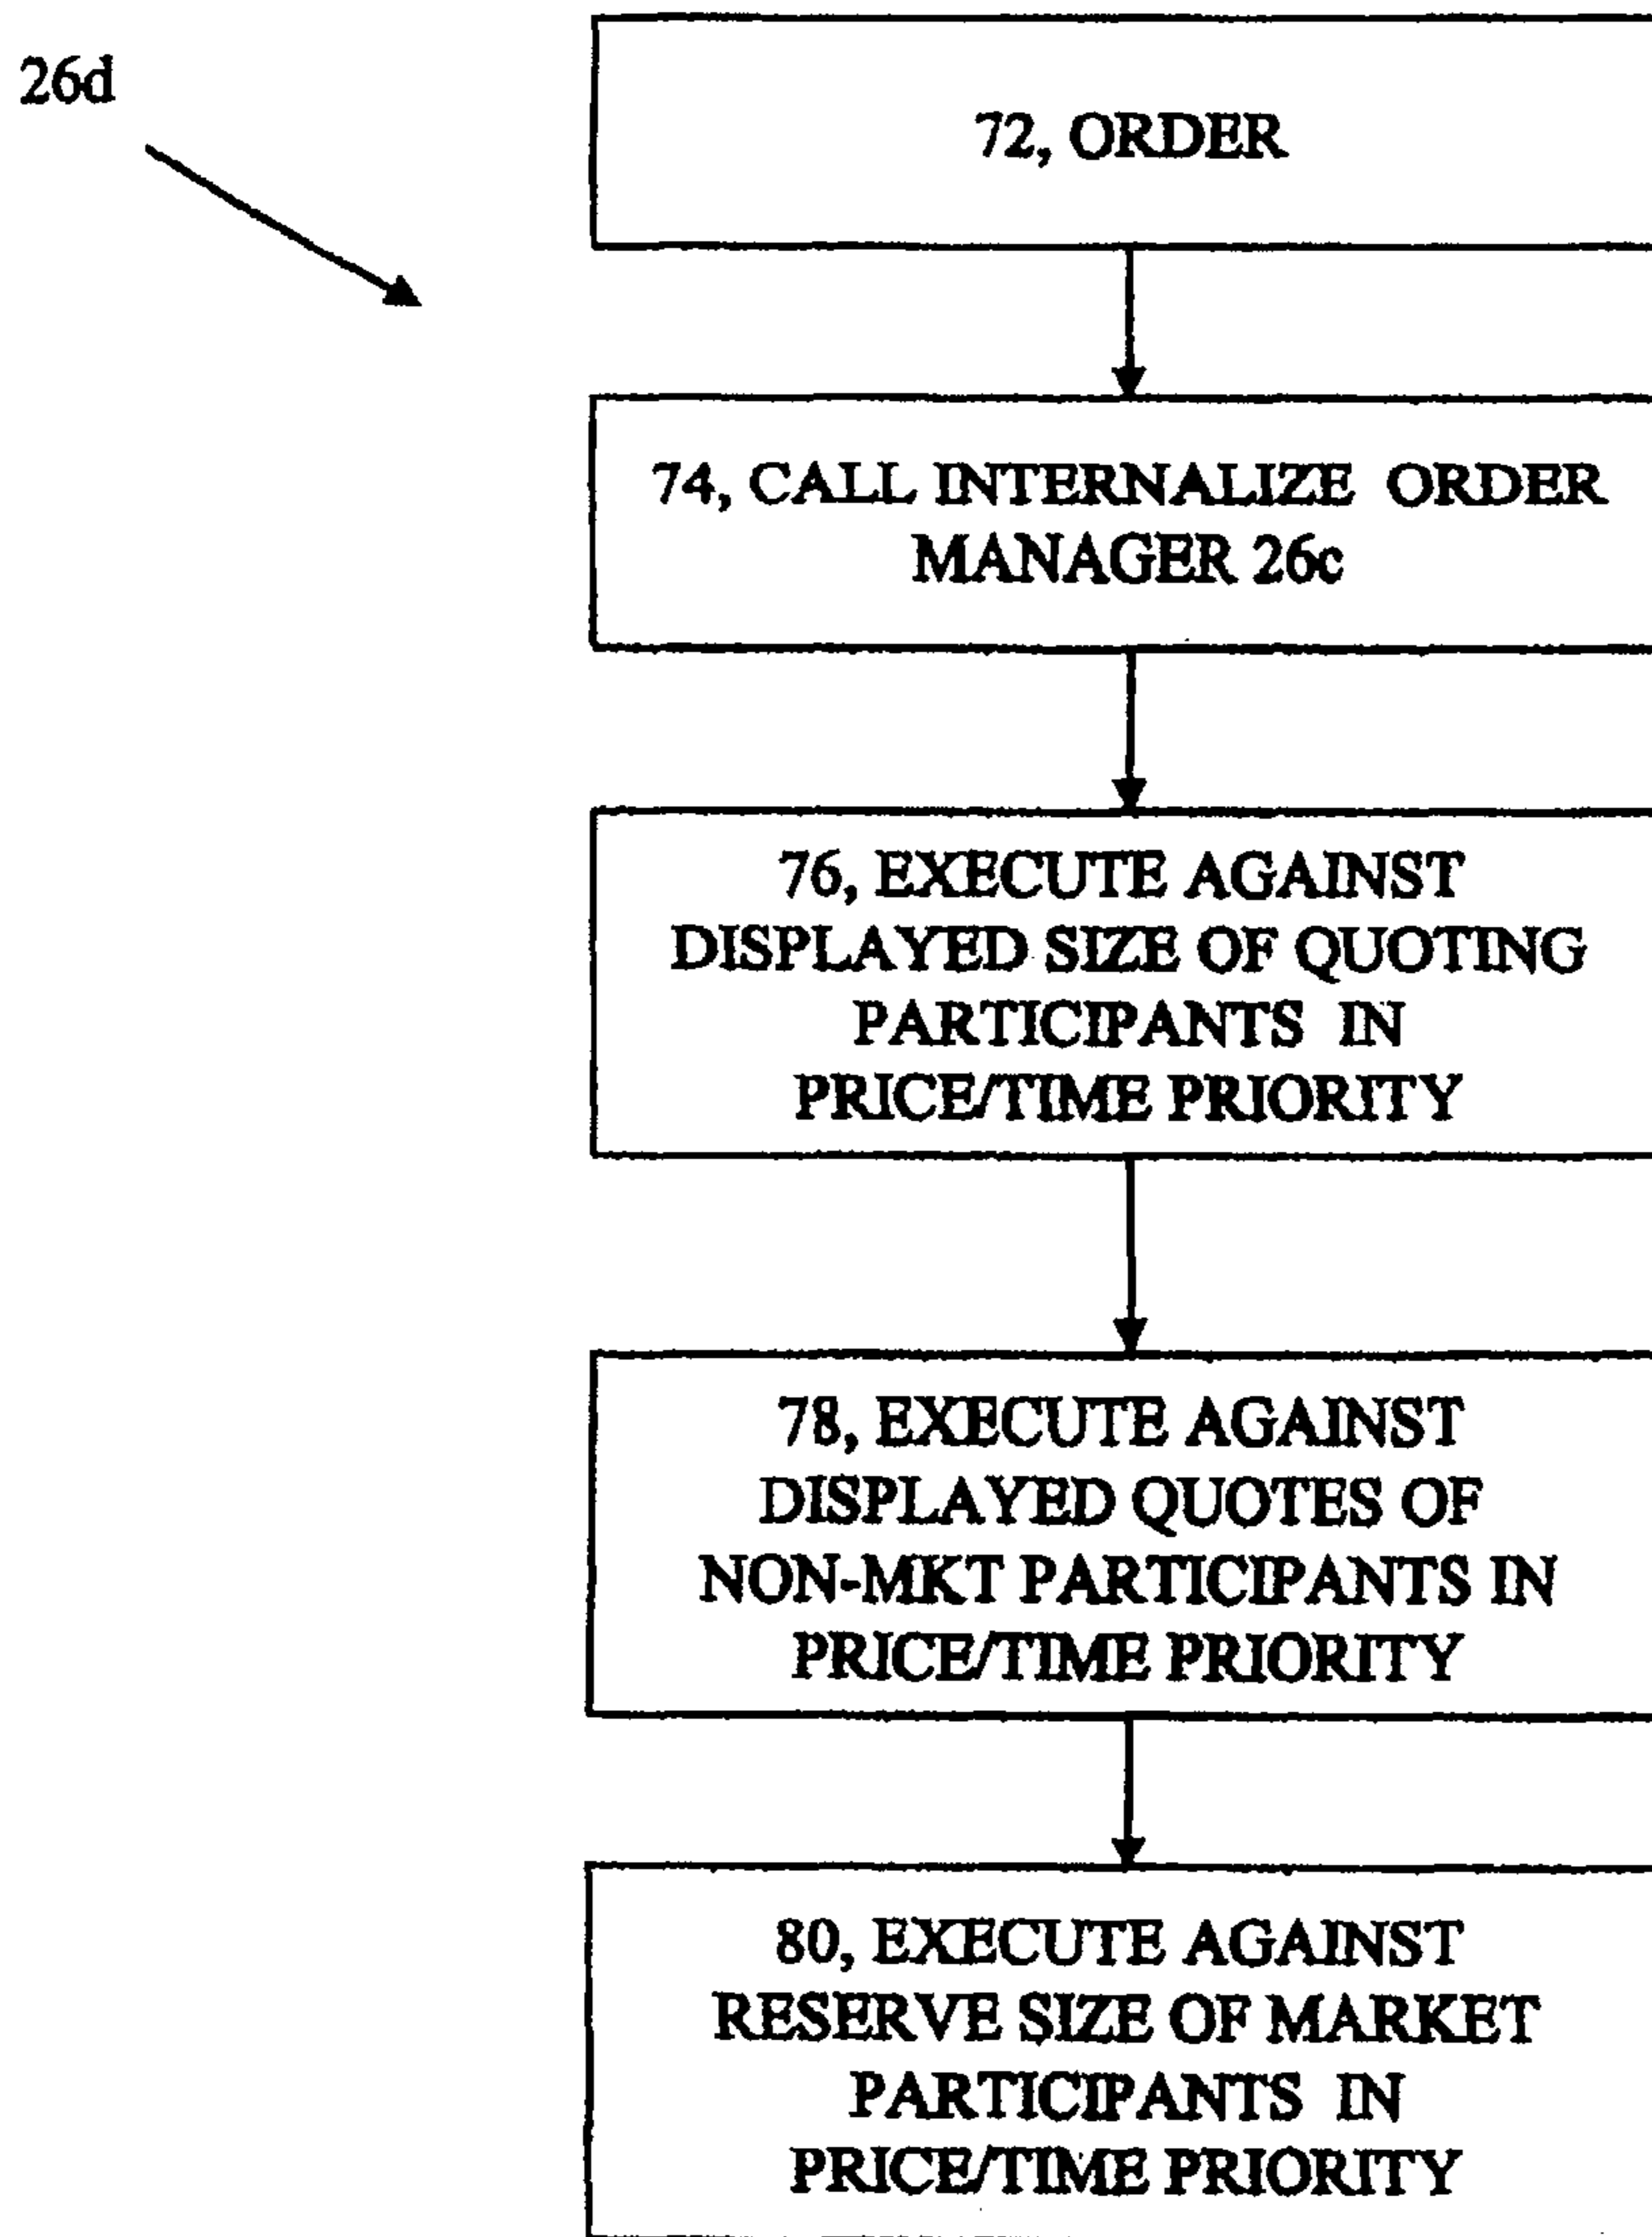 26d
72, ORDER
74, CALL INTERNALIZE ORDER
MANAGER 26c
76, EXECUTE AGAINST
DISPLAYED SIZE OF QUOTING
PARTICIPANTS IN
PRICE/TIME PRIORITY
78, EXECUTE AGAINST
DISPLAYED QUOTES OF
NON-MKT PARTICIPANTS IN
PRICE/TIME PRIORITY
80, EXECUTE AGAINST
RESERVE SIZE OF MARKET
PARTICIPANTS IN
PRICE/TIME PRIORITY